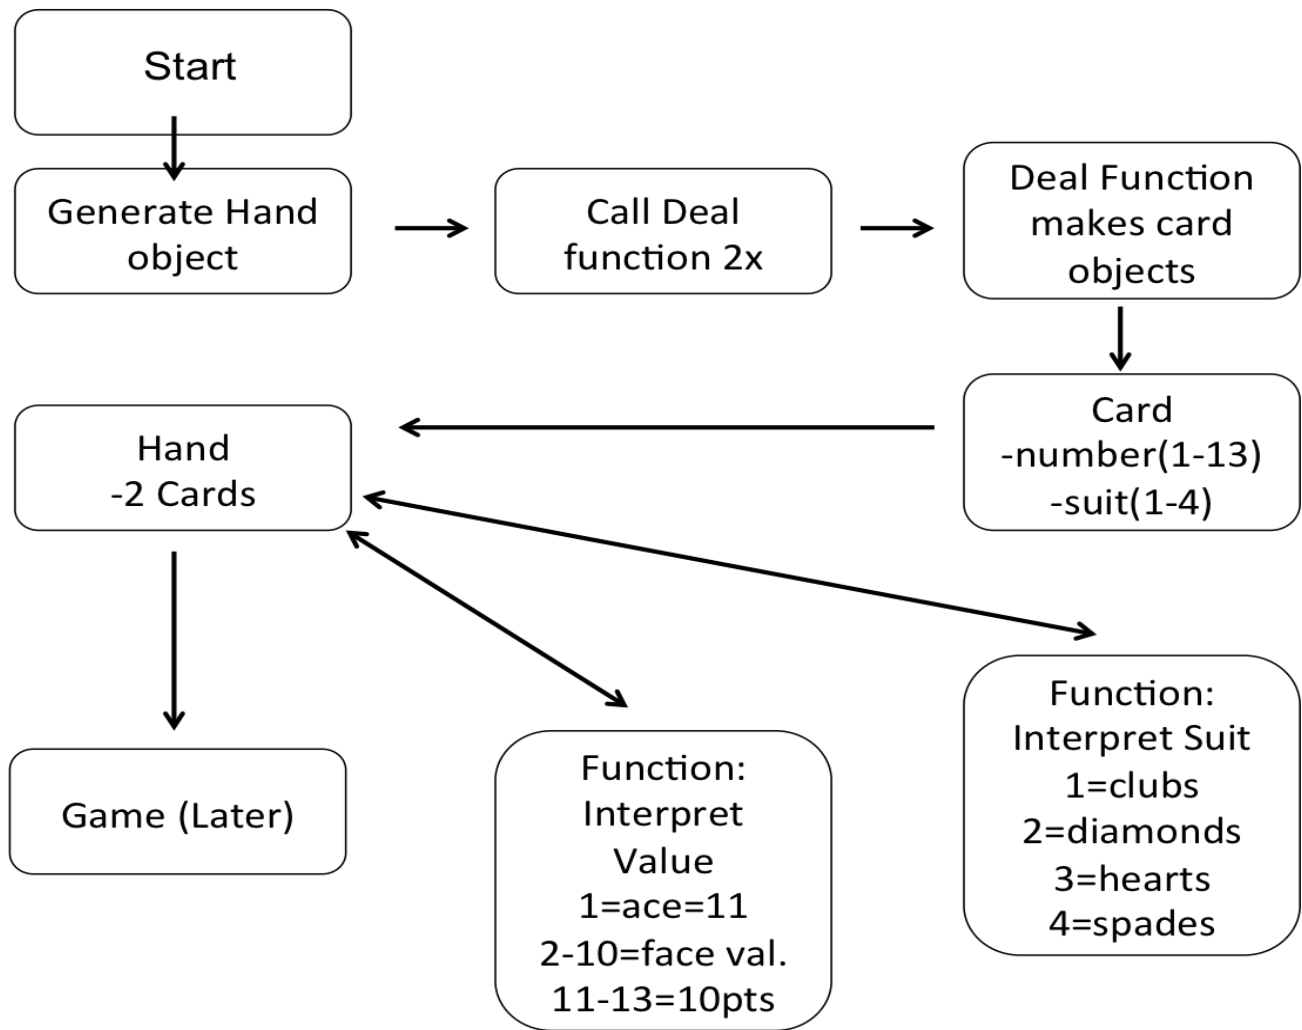 Start
Generate Hand
object
Call Deal
function 2x
Deal Function
makes card
objects
Card
-number(1-13)
-suit(1-4)
Hand
-2 Cards
Game (Later)
Function:
Interpret
Value
1=ace=11
2-10=face val.
11-13=10pts
Function:
Interpret Suit
1=clubs
2=diamonds
3=hearts
4=spades